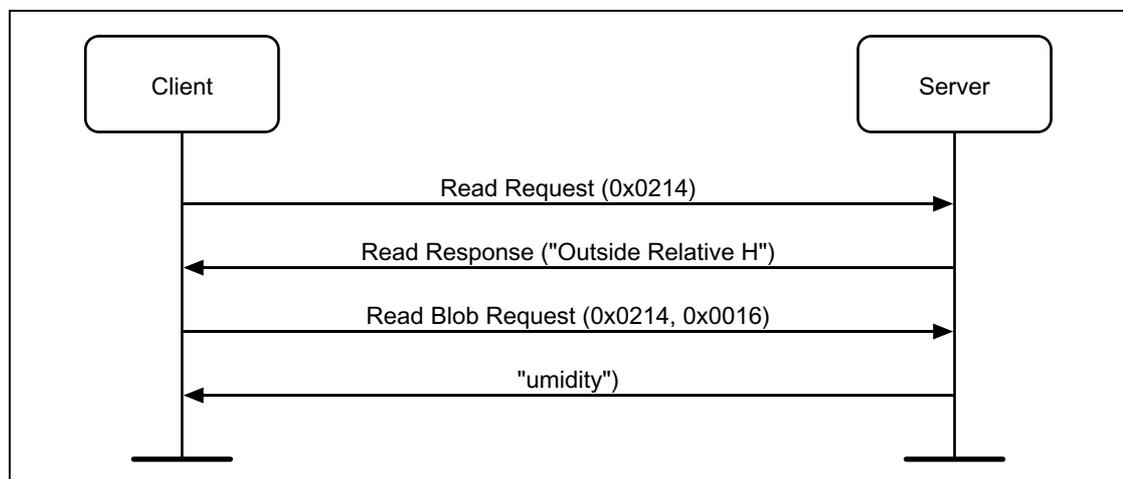 Client
Server
Read Request (0x0214)
Read Response ("Outside Relative H")
Read Blob Request (0x0214, 0x0016)
"umidity")